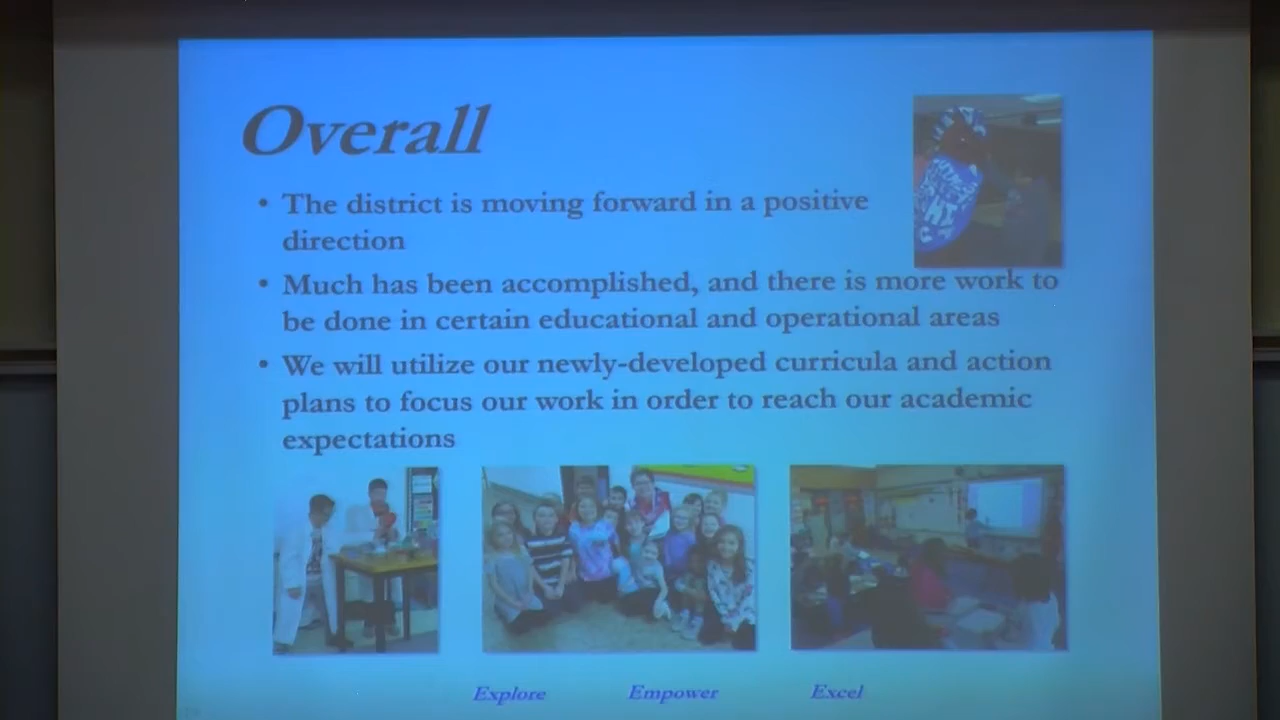 Overall
• The district is moving forward in a positive
direction
• Much has been accomplished, and there is more work to
be done in certain educational and operational areas
• We will utilize our newly-developed curricula and action
plans to focus our work in order to reach our academic
expectations
Explore Empower Excel